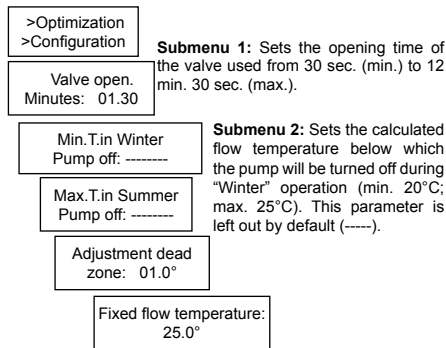 >Optimization
>Configuration
Submenu 1: Sets the opening time of
the valve used from 30 sec. (min.) to 12
min. 30 sec. (max.).
Valve open.
Minutes: 01.30
Min.T.in Winter
Pump off: --------
Submenu 2: Sets the calculated
flow temperature below which
the pump will be turned off during
“Winter” operation (min. 20°C;
max. 25°C). This parameter is
left out by default (-----).
Max.T.in Summer
Pump off: --------
Adjustment dead
zone: 01.0°
Fixed flow temperature:
25.0°